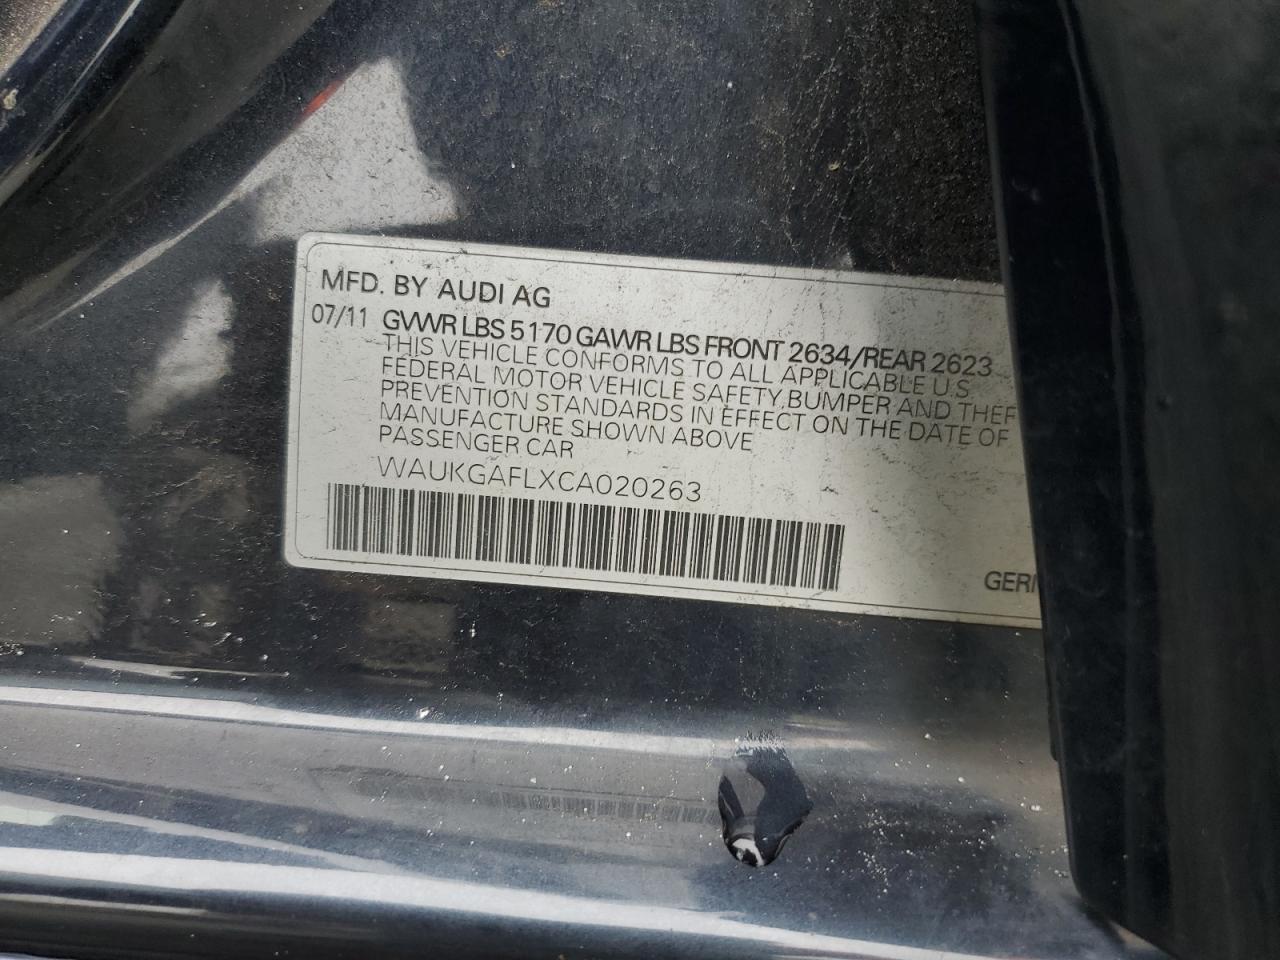 MFD. BY AUDI AG
07/11 GVWR LBS 5170 GAWR LBS FRONT 2634/REAR 2623
THIS VEHICLE CONFORMS TO ALL APPLICABLE U.S.
FEDERAL MOTOR VEHICLE SAFETY, BUMPER AND THEF
PREVENTION STANDARDS IN EFFECT ON THE DATE OF
MANUFACTURE SHOWN ABOVE
PASSENGER CAR
WAUKGAFLXCA020263
GER